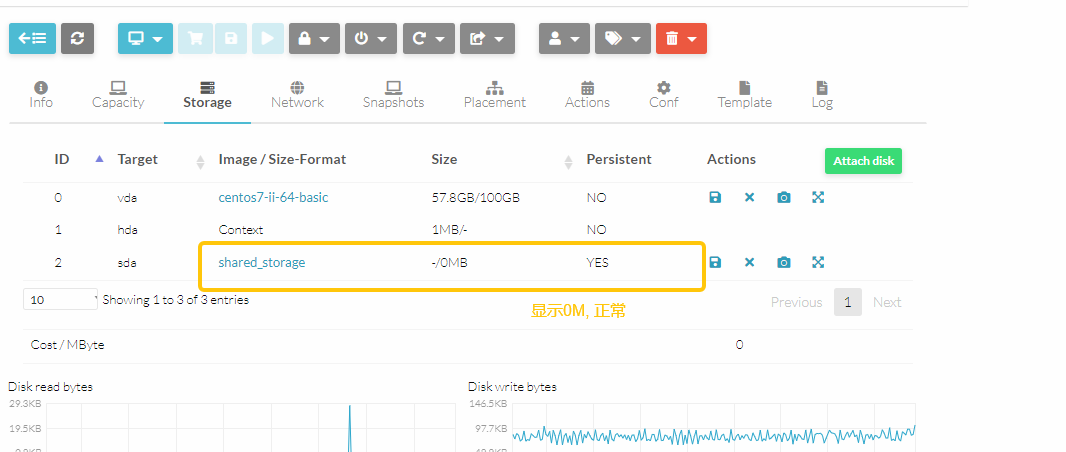 Info
Capacity
Storage
Network
Snapshots
Placement
Actions
Conf
Template
Log
ID Target Image / Size-Format Size Persistent Actions Attach disk
0 vda centos7-ii-64-basic 57.8GB/100GB NO
1 hda Context 1MB/- NO
2 sda shared_storage -/0MB YES
10 Showing 1 to 3 of 3 entries Previous 1 Next
显示0M, 正常
Cost / MByte 0
Disk read bytes Disk write bytes
29.3KB 146.5KB
19.5KB 97.7KB